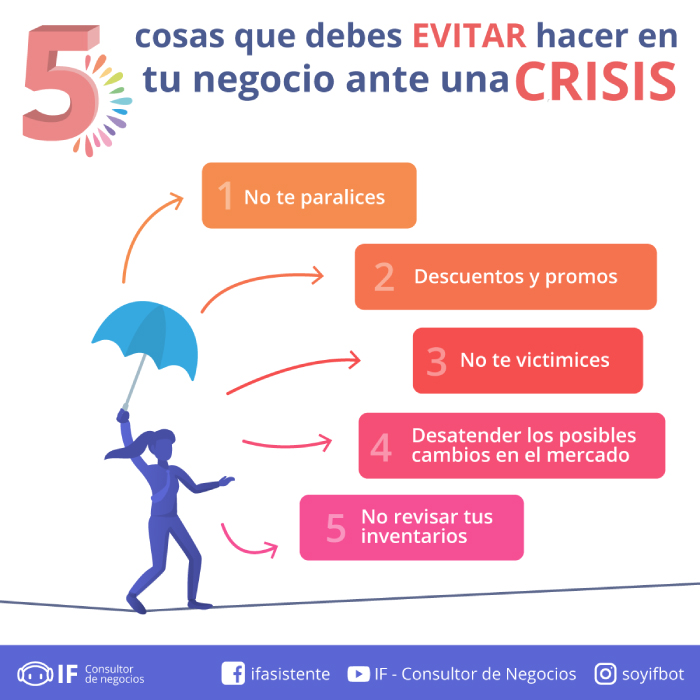 5 cosas que debes EVITAR hacer en
tu negocio ante una CRISIS
1 No te paralices
2 Descuentos y promos
3 No te victimices
4 Desatender los posibles
cambios en el mercado
5 No revisar tus
inventarios
IF Consultor
de negocios
ifasistente
IF - Consultor de Negocios
soyifbot